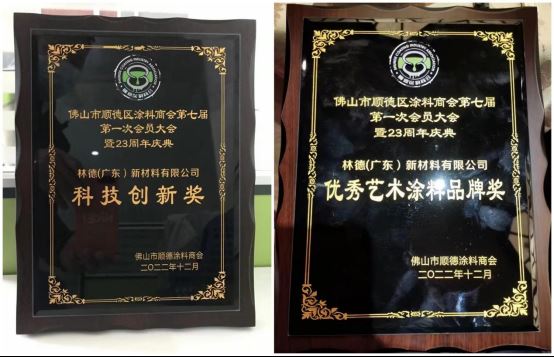 佛山市顺德区涂料商会第七届
第一次会员大会
暨23周年庆典
林德(广东)新材料有限公司
科技创新奖
佛山市顺德涂料商会
二〇二二年十二月
佛山市顺德区涂料商会第七届
第一次会员大会
暨23周年庆典
林德(广东)新材料有限公司
优秀艺术涂料品牌奖
佛山市顺德涂料商会
二〇二二年十二月